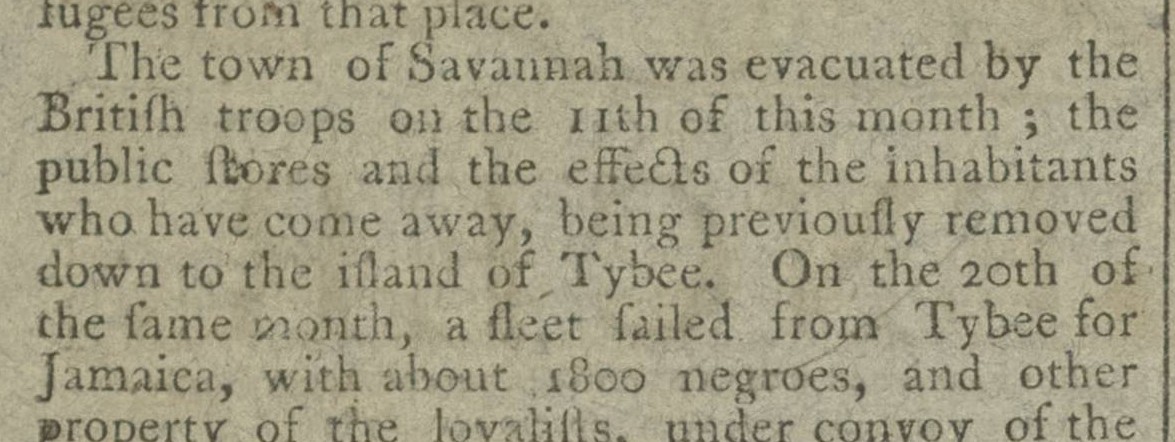 fugees from that place.
The town of Savannah was evacuated by the
Britiſh troops on the 11th of this month ; the
public ſtores and the effects of the inhabitants
who have come away, being previouſly removed
down to the iſland of Tybee. On the 20th of
the ſame month, a fleet ſailed from Tybee for
Jamaica, with about 1800 negroes, and other
property of the loyaliſts, under convoy of the